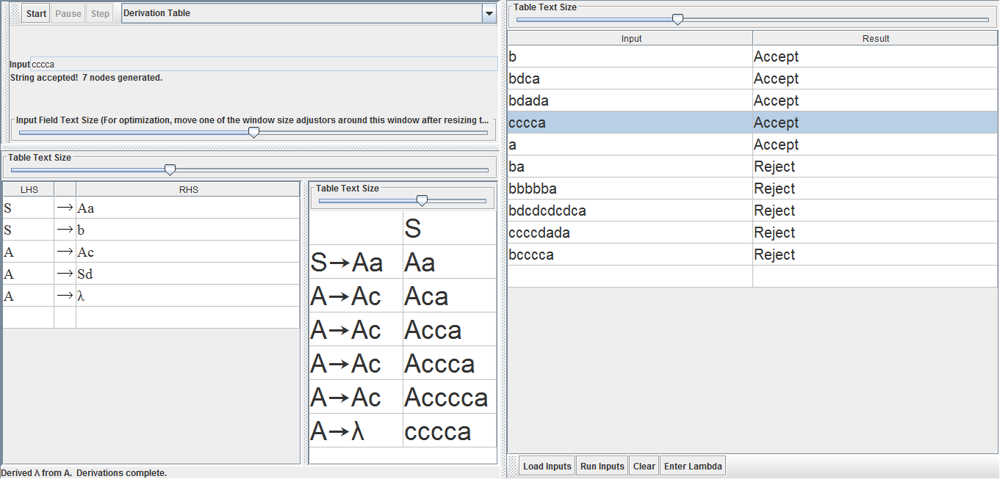 Start Pause Step Derivation Table
Input cccca
String accepted! 7 nodes generated.
Input Field Text Size (For optimization, move one of the window size adjustors around this window after resizing t...
Table Text Size
LHS RHS
S → Aa
S → b
A → Ac
A → Sd
A → λ
Table Text Size
S
S→Aa Aa
A→Ac Aca
A→Ac Acca
A→Ac Accca
A→Ac Acccca
A→λ cccca
Derived λ from A. Derivations complete.
Table Text Size
Input Result
b Accept
bdca Accept
bdada Accept
cccca Accept
a Accept
ba Reject
bbbbba Reject
bdcdcdcdca Reject
ccccdada Reject
bcccca Reject
Load Inputs Run Inputs Clear Enter Lambda